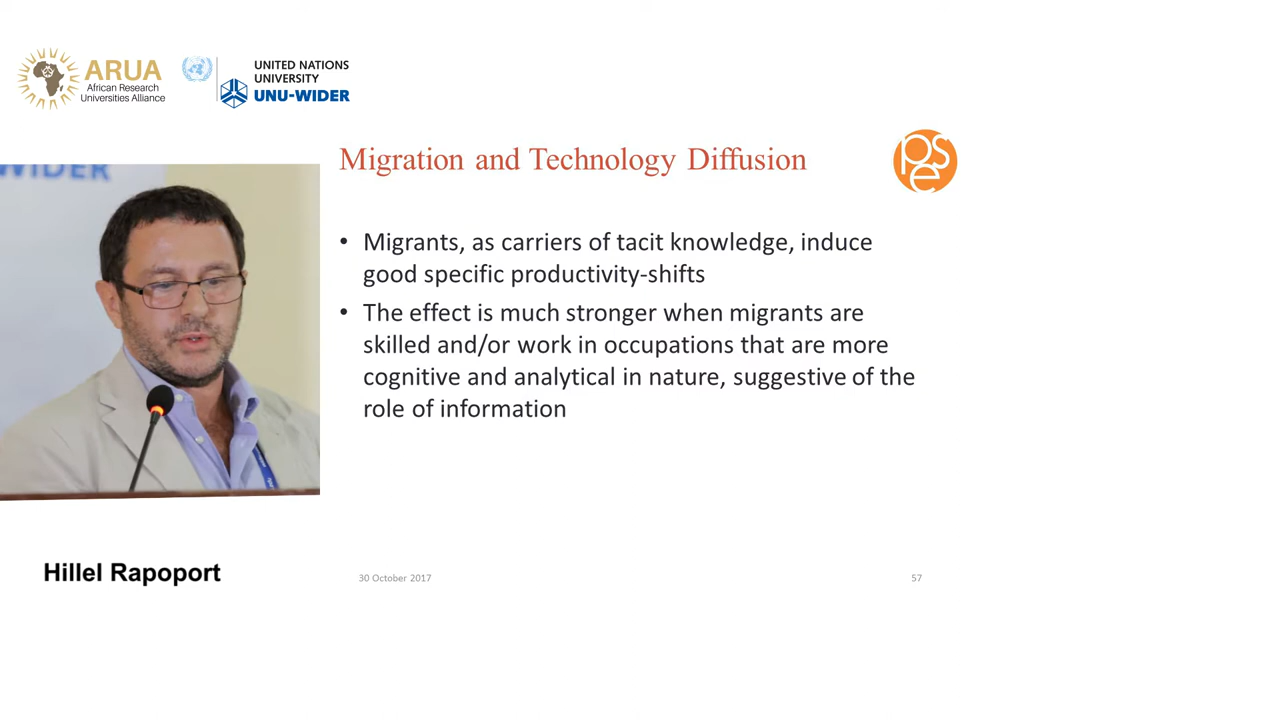 ARUA
African Research
Universities Alliance
UNITED NATIONS
UNIVERSITY
UNU-WIDER
WIDER
Migration and Technology Diffusion
pse
• Migrants, as carriers of tacit knowledge, induce
good specific productivity-shifts
• The effect is much stronger when migrants are
skilled and/or work in occupations that are more
cognitive and analytical in nature, suggestive of the
role of information
Hillel Rapoport
30 October 2017
57